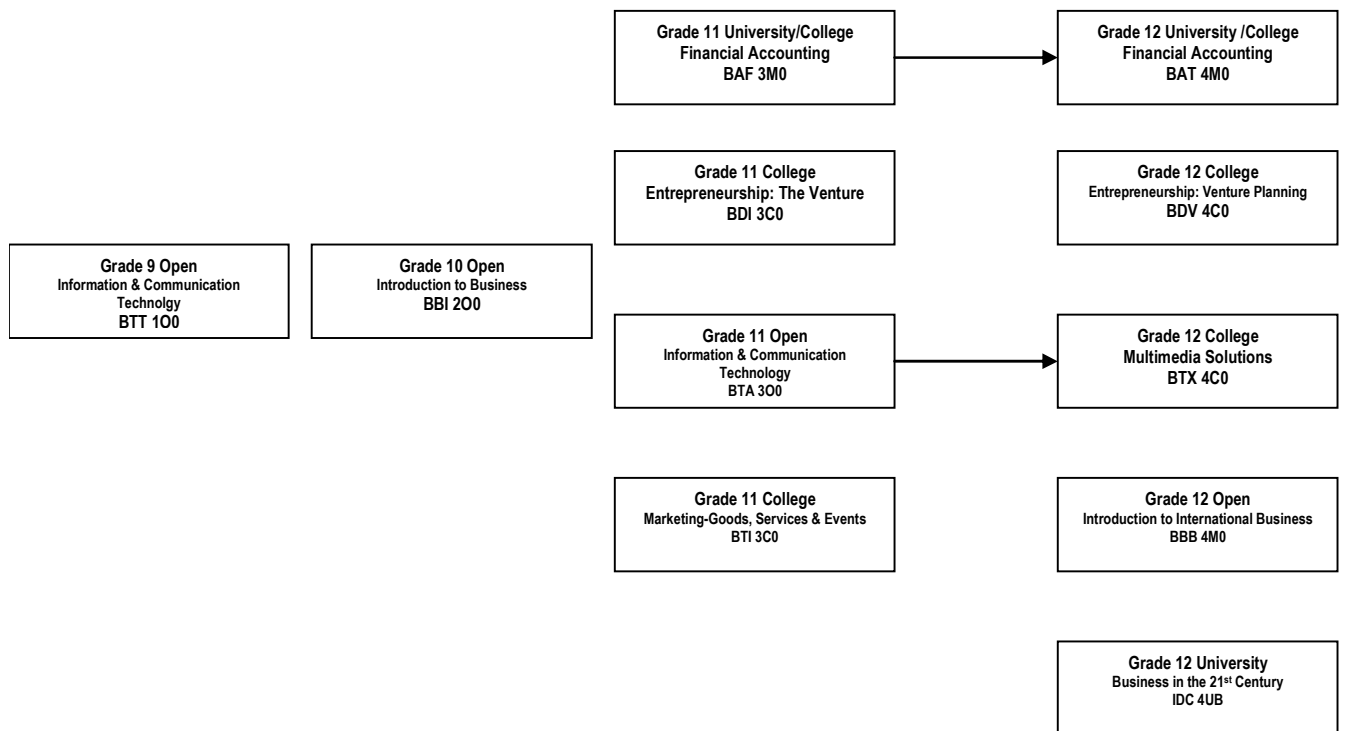 Grade 11 University/College
Financial Accounting
BAF 3M0
Grade 12 University /College
Financial Accounting
BAT 4M0
Grade 11 College
Entrepreneurship: The Venture
BDI 3C0
Grade 12 College
Entrepreneurship: Venture Planning
BDV 4C0
Grade 9 Open
Information & Communication
Technolgy
BTT 1O0
Grade 10 Open
Introduction to Business
BBI 2O0
Grade 11 Open
Information & Communication
Technology
BTA 3O0
Grade 12 College
Multimedia Solutions
BTX 4C0
Grade 11 College
Marketing-Goods, Services & Events
BTI 3C0
Grade 12 Open
Introduction to International Business
BBB 4M0
Grade 12 University
Business in the 21st Century
IDC 4UB